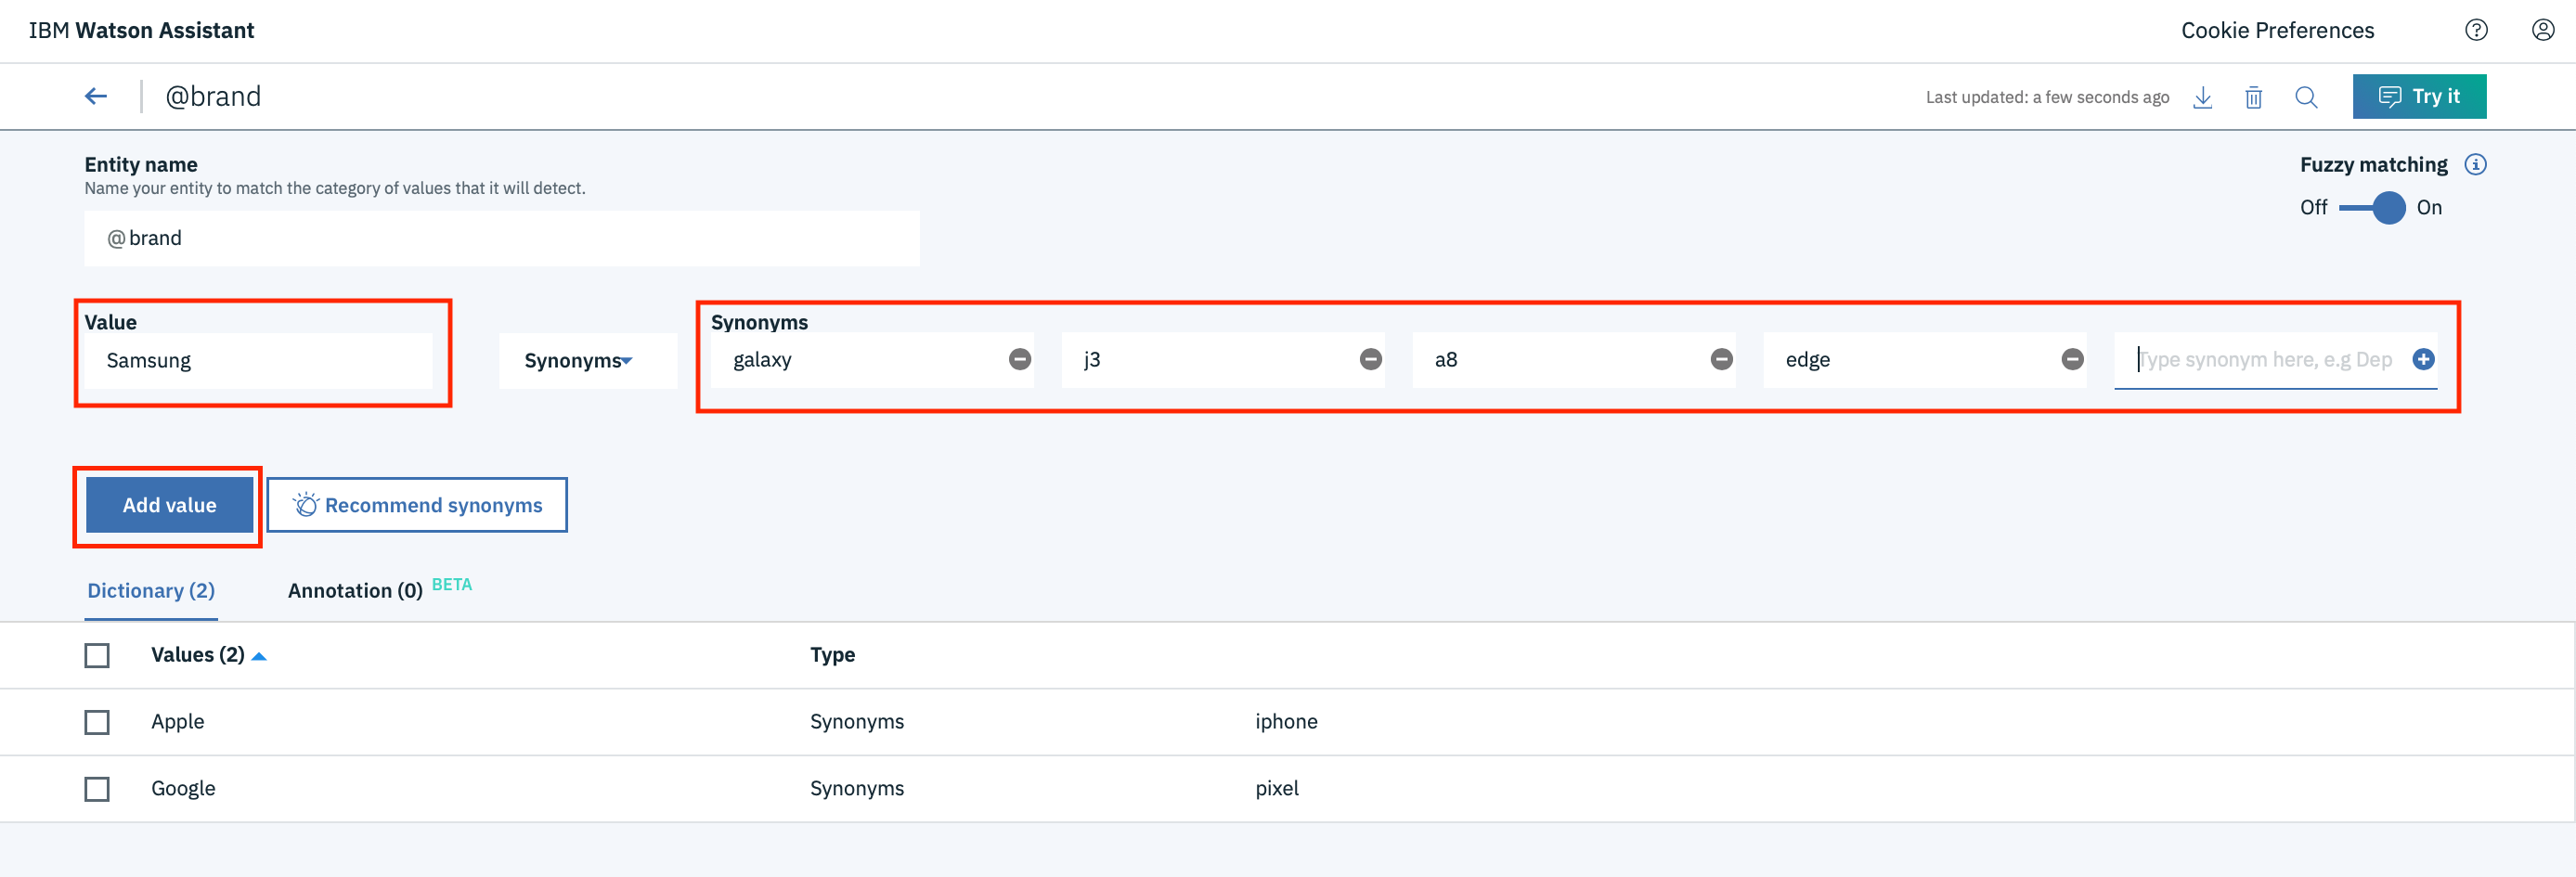 IBM Watson Assistant Cookie Preferences
@brand Last updated: a few seconds ago Try it
Entity name
Name your entity to match the category of values that it will detect.
@brand
Fuzzy matching
Off On
Value
Samsung
Synonyms
Synonyms
galaxy j3 a8 edge Type synonym here, e.g Dep
Add value Recommend synonyms
Dictionary (2) Annotation (0) BETA
Values (2) Type
Apple Synonyms iphone
Google Synonyms pixel